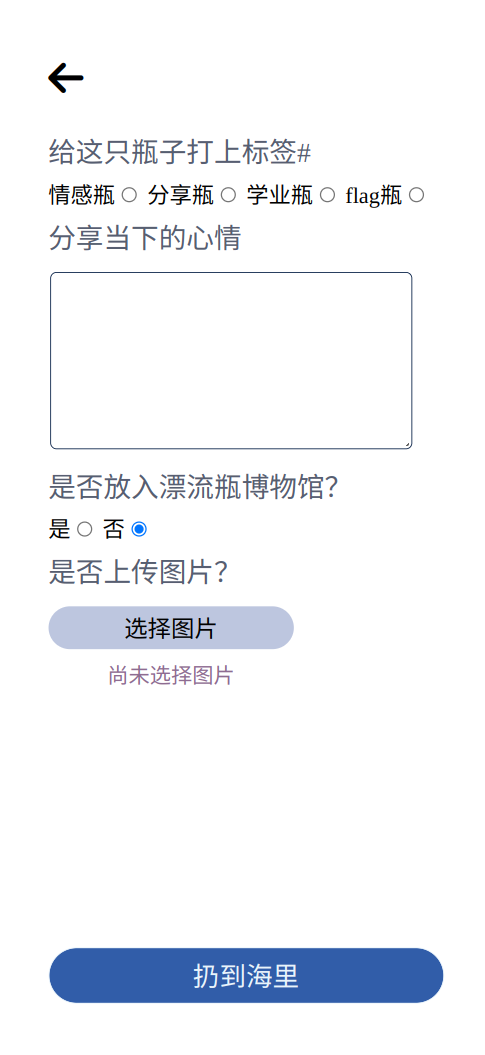 给这只瓶子打上标签#
情感瓶 分享瓶 学业瓶 flag瓶
分享当下的心情
是否放入漂流瓶博物馆？
是 否
是否上传图片？
选择图片
尚未选择图片
扔到海里